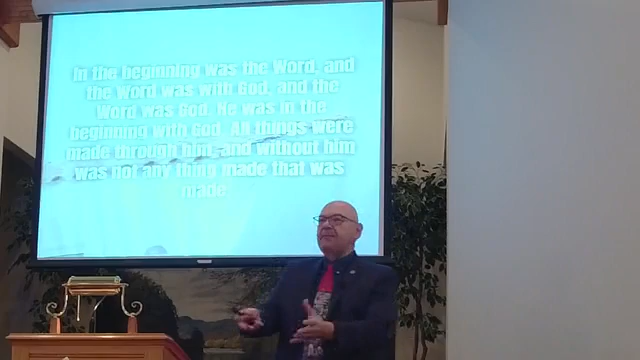 In the beginning was the Word, and
the Word was with God, and the
Word was God. He was in the
beginning with God. All things were
made through him, and without him
was not any thing made that was
made.